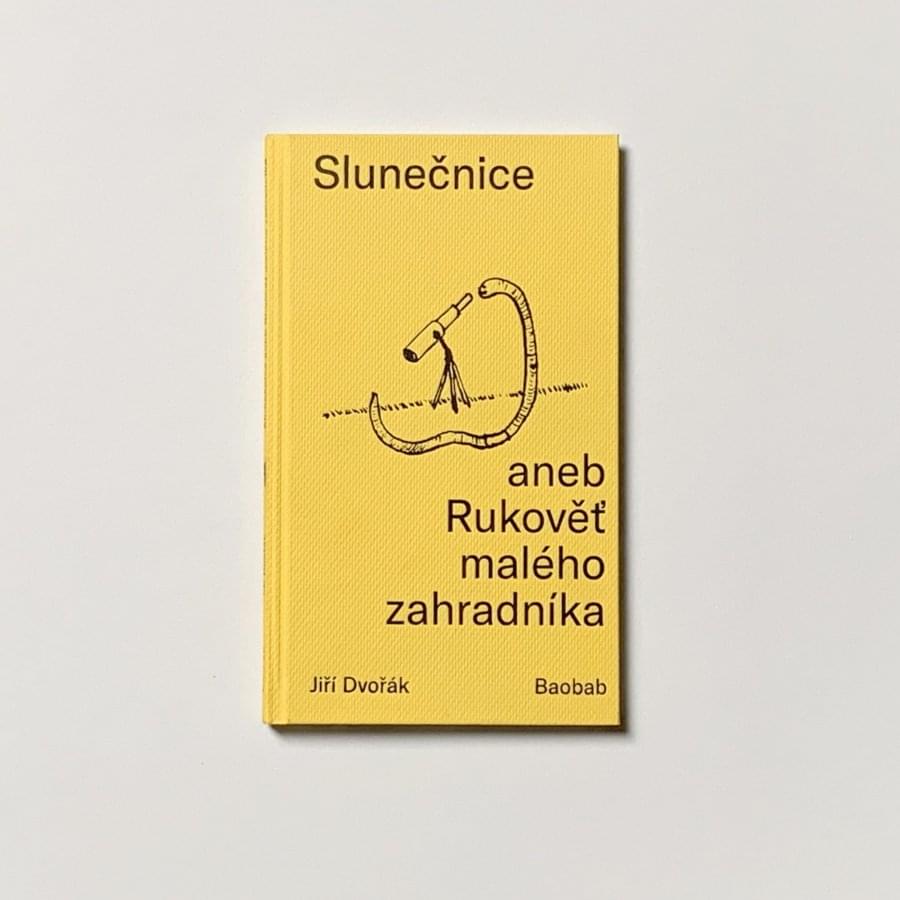 Slunečnice
aneb
Rukověť
malého
zahradníka
Jiří Dvořák
Baobab